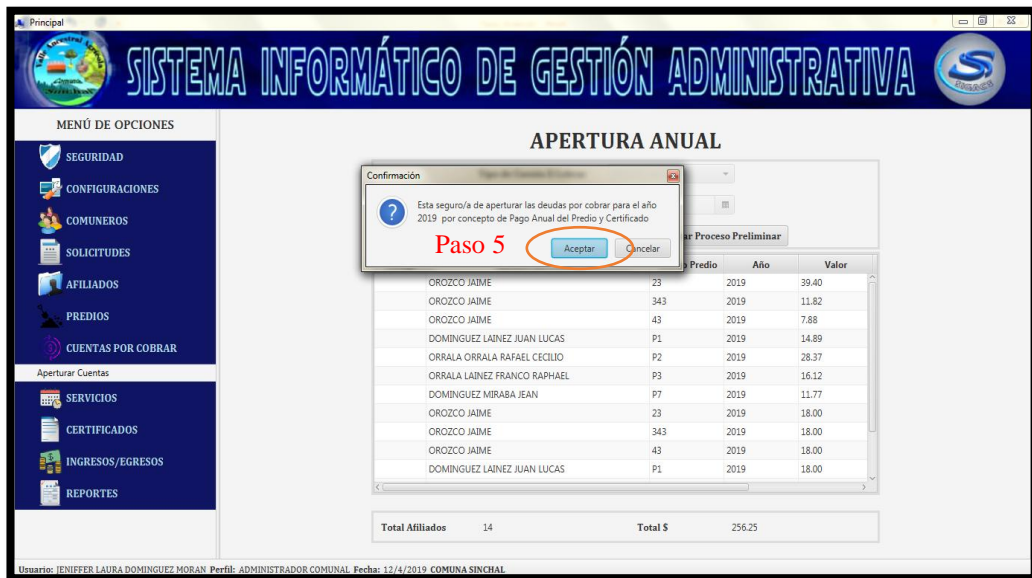 Principal
SISTEMA INFORMÁTICO DE GESTIÓN ADMINISTRATIVA
SIGACS
MENÚ DE OPCIONES
SEGURIDAD
CONFIGURACIONES
COMUNEROS
SOLICITUDES
AFILIADOS
PREDIOS
CUENTAS POR COBRAR
Aperturar Cuentas
SERVICIOS
CERTIFICADOS
INGRESOS/EGRESOS
REPORTES
APERTURA ANUAL
Confirmación
Esta seguro/a de aperturar las deudas por cobrar para el año
2019 por concepto de Pago Anual del Predio y Certificado
Paso 5
Aceptar
Cancelar
ar Proceso Preliminar
Predio Año Valor
OROZCO JAIME 23 2019 39.40
OROZCO JAIME 343 2019 11.82
OROZCO JAIME 43 2019 7.88
DOMINGUEZ LAINEZ JUAN LUCAS P1 2019 14.89
ORRALA ORRALA RAFAEL CECILIO P2 2019 28.37
ORRALA LAINEZ FRANCO RAPHAEL P3 2019 16.12
DOMINGUEZ MIRABA JEAN P7 2019 11.77
OROZCO JAIME 23 2019 18.00
OROZCO JAIME 343 2019 18.00
OROZCO JAIME 43 2019 18.00
DOMINGUEZ LAINEZ JUAN LUCAS P1 2019 18.00
Total Afiliados 14 Total $ 256.25
Usuario: JENIFFER LAURA DOMINGUEZ MORAN Perfil: ADMINISTRADOR COMUNAL Fecha: 12/4/2019 COMUNA SINCHAL